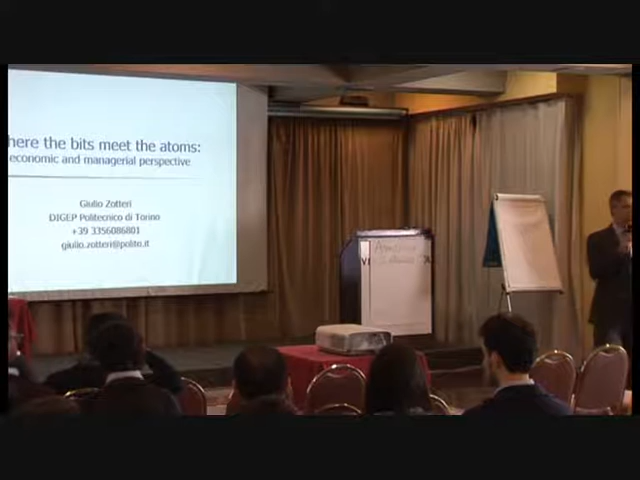 here the bits meet the atoms:
economic and managerial perspective
Giulio Zotteri
DIGEP Politecnico di Torino
+39 3356086801
giulio.zotteri@polito.it